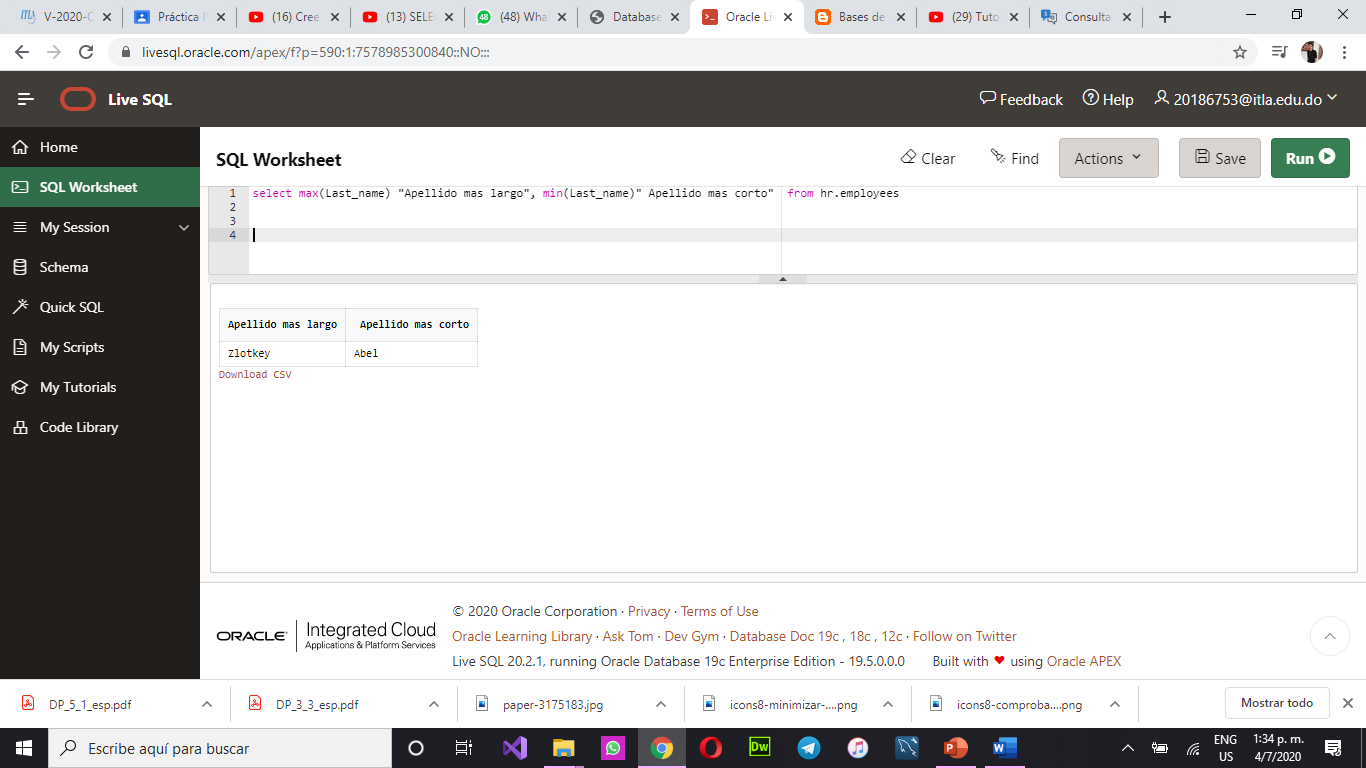 V-2020-C
Práctica I
(16) Cree
(13) SELE
(48) Wha
Database
Oracle Li
Bases de
(29) Tuto
Consulta
livesql.oracle.com/apex/f?p=590:1:7578985300840::NO:::
Live SQL
Feedback
Help
20186753@itla.edu.do
Home
SQL Worksheet
My Session
Schema
Quick SQL
My Scripts
My Tutorials
Code Library
SQL Worksheet
Clear
Find
Actions
Save
Run
1 select max(Last_name) "Apellido mas largo", min(Last_name)" Apellido mas corto" from hr.employees
2
3
4
Apellido mas largo Apellido mas corto
Zlotkey Abel
Download CSV
ORACLE
Integrated Cloud
Applications & Platform Services
© 2020 Oracle Corporation · Privacy · Terms of Use
Oracle Learning Library · Ask Tom · Dev Gym · Database Doc 19c , 18c , 12c · Follow on Twitter
Live SQL 20.2.1, running Oracle Database 19c Enterprise Edition - 19.5.0.0.0 Built with ❤ using Oracle APEX
DP_5_1_esp.pdf
DP_3_3_esp.pdf
paper-3175183.jpg
icons8-minimizar-....png
icons8-comproba....png
Mostrar todo
Escribe aquí para buscar
Dw
ENG
US
1:34 p. m.
4/7/2020